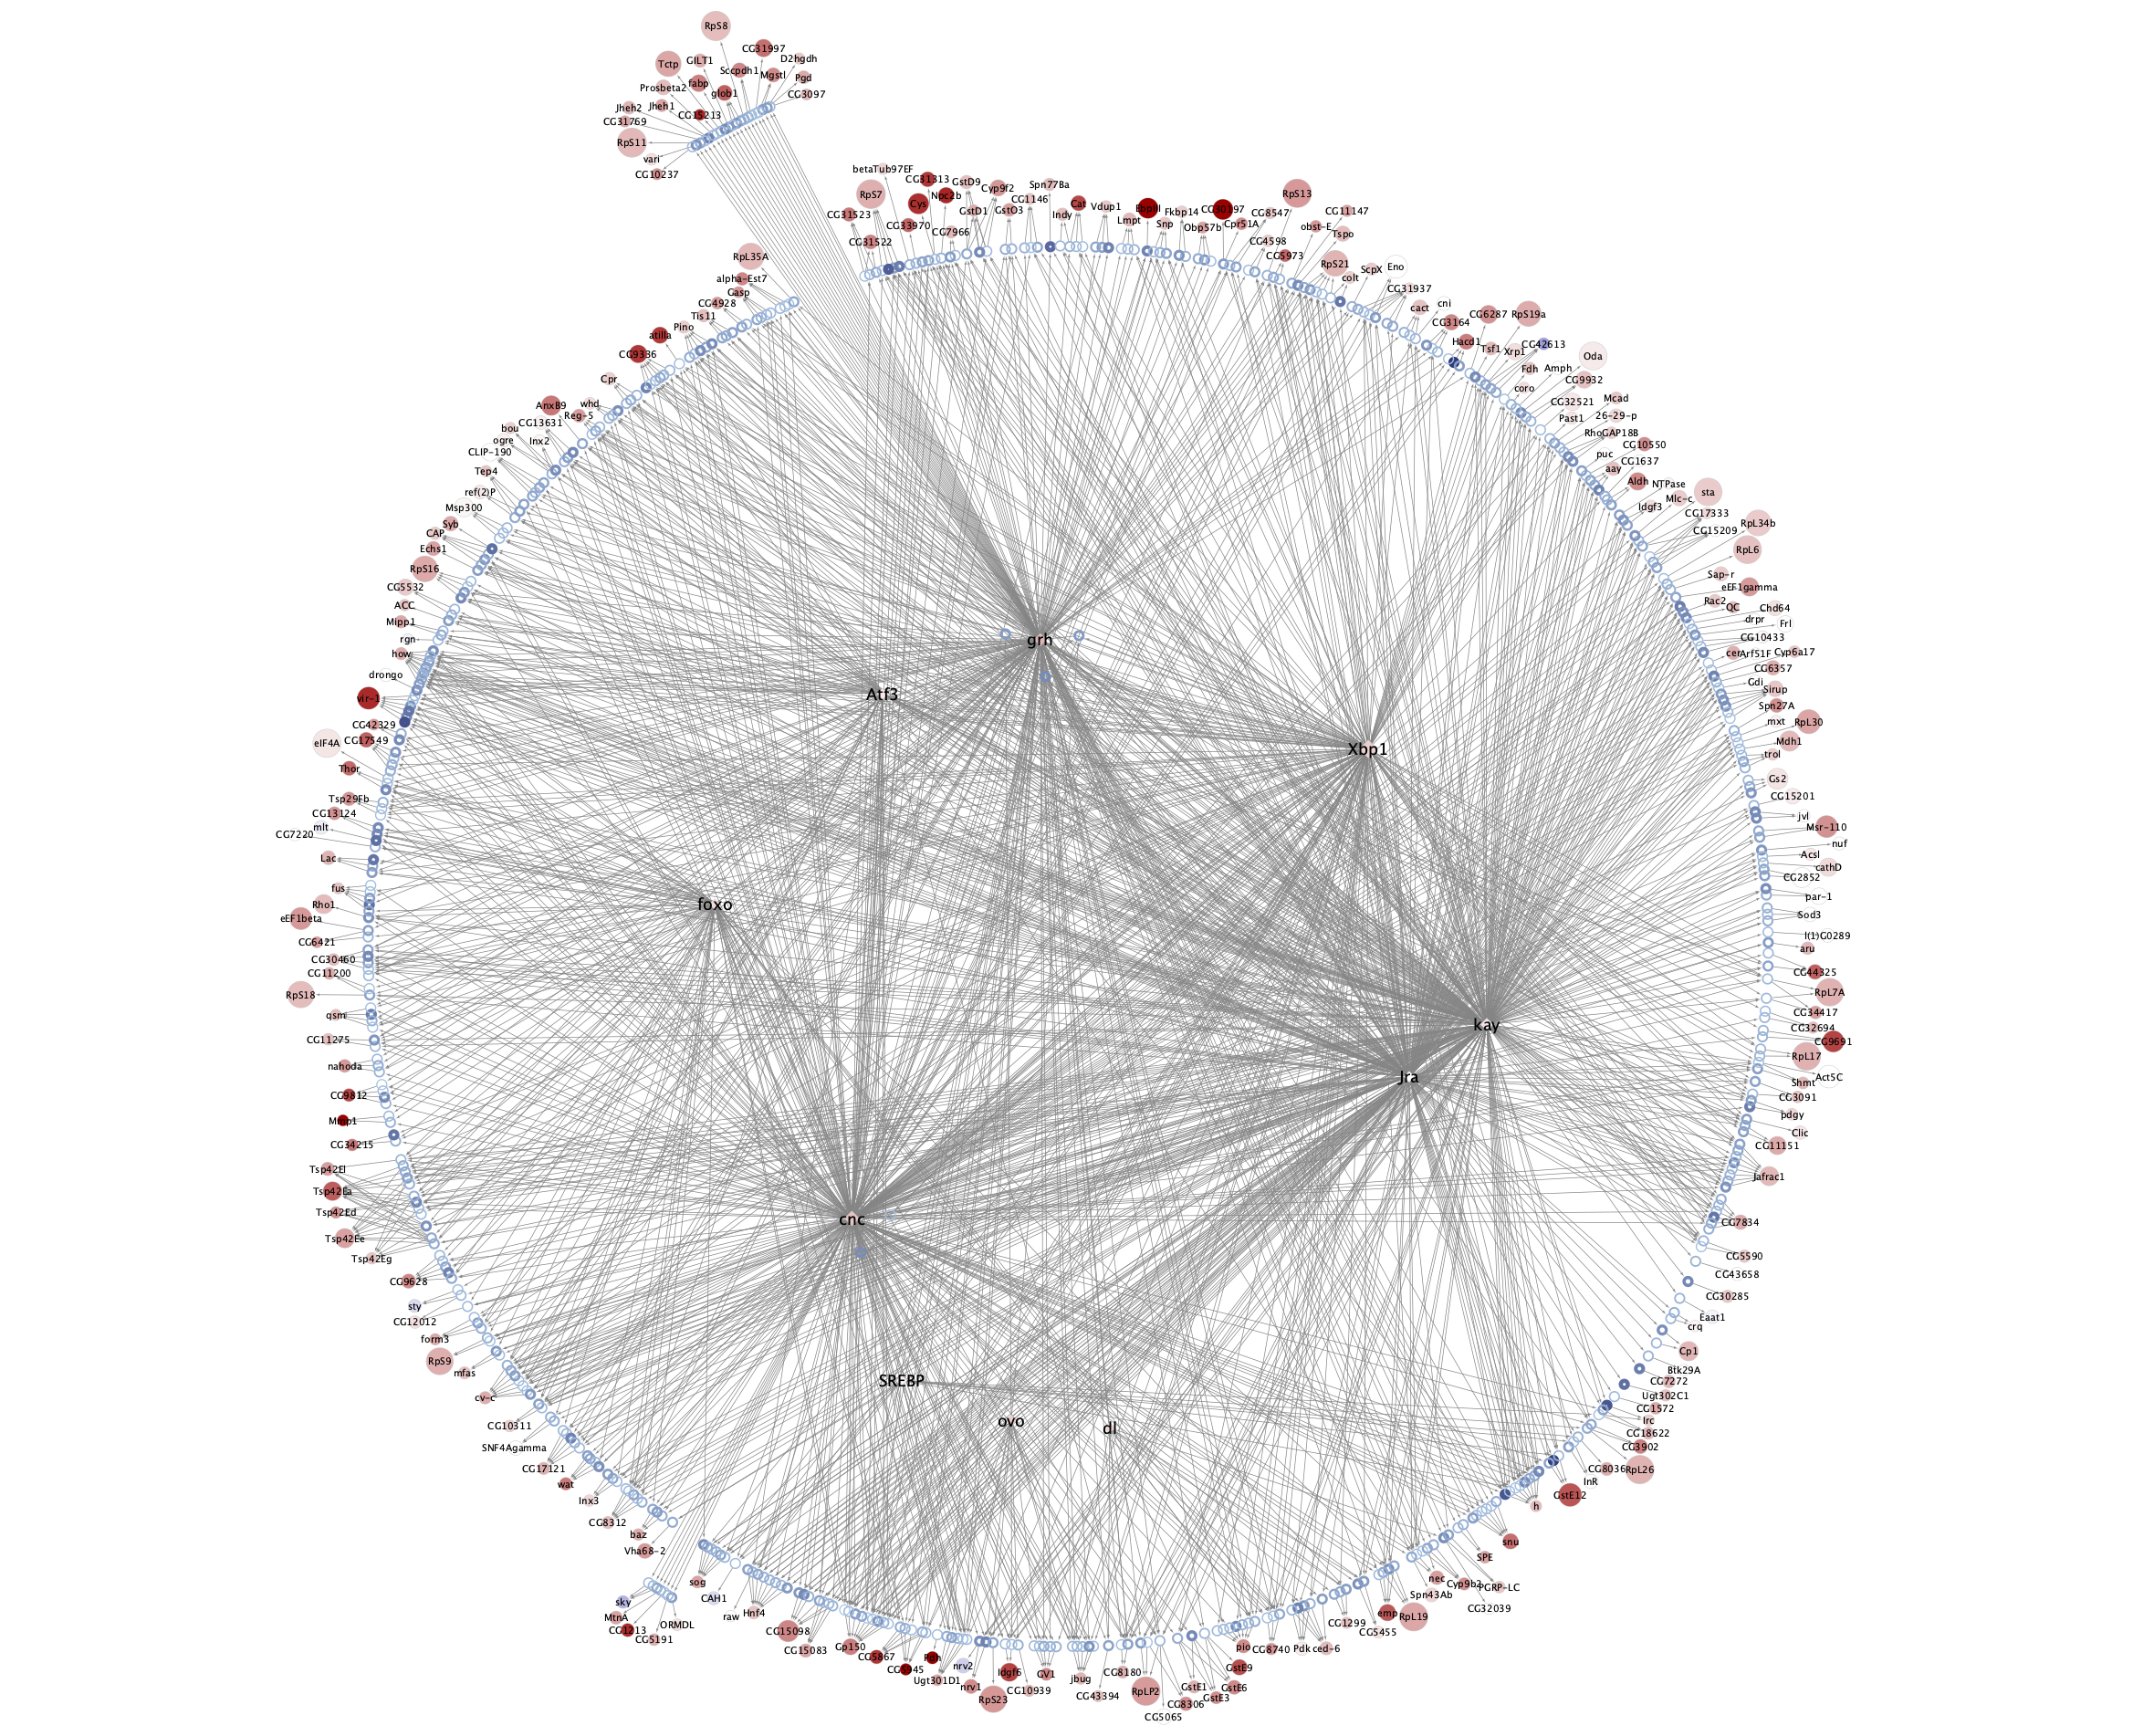 RpS8
CG31997
D2hgdh
GILT1
Tctp
Sccpdh1
Mgstl
Pgd
fabp
Prosbeta2
glob1
CG3097
Jheh2
Jheh1
CG15213
CG31769
RpS11
vari
CG10237
betaTub97EF
CG31313
GstD9
RpS7
Npc2b
Cyp9f2
Spn77Ba
CG1146
Cys
GstD1
GstO3
Indy
Cat
Vdup1
Lmpt
Snp
Fkbp14
CG30197
Obp57b
CG8547
RpS13
CG31523
CG33970
CG7966
CG31522
CG4598
CG5973
obst-E
CG11147
Tspo
RpS21
colt
ScpX
Eno
CG31937
cact
cni
CG3164
CG6287
RpS19a
Hacd1
Tsf1
Xrp1
CG42613
Oda
Fdh
Amph
CG9932
coro
CG32521
Mcad
Past1
26-29-p
RhoGAP18B
CG10550
puc
CG1637
aay
Aldh
NTPase
Mlc-c
sta
Idgf3
CG17333
CG15209
RpL34b
RpL6
Sap-r
eEF1gamma
Rac2
QC
Chd64
drpr
Frl
CG10433
cer
Arf51F
Cyp6a17
CG6357
Gdi
Sirup
Spn27A
mxt
RpL30
Mdh1
trol
Gs2
CG15201
jvl
Msr-110
nuf
Acsl
cathD
CG2852
par-1
Sod3
l(1)G0289
aru
CG44325
RpL7A
CG34417
CG32694
CG9691
RpL17
Act5C
Shmt
CG3091
pdgy
Clic
CG11151
Jafrac1
CG7834
CG5590
CG43658
CG30285
Eaat1
crq
Cp1
Btk29A
CG7272
Ugt302C1
CG1572
Irc
CG18622
CG3902
CG8036
RpL26
InR
GstE12
h
snu
SPE
nec
Cyp9b2
PGRP-LC
Spn43Ab
CG32039
emp
RpL19
CG1299
CG5455
ced-6
Pdk
CG8740
pio
GstE9
GstE6
GstE3
GstE1
CG8306
CG5065
RpLP2
CG8180
CG43394
jbug
GV1
CG10939
Idgf6
RpS23
nrv1
nrv2
Ugt301D1
CG5867
Gp150
CG15083
CG15098
Hnf4
raw
CAH1
sog
ORMDL
CG5191
CG1213
MtnA
sky
Vha68-2
baz
CG8312
Inx3
wat
CG17121
SNF4Agamma
CG10311
cv-c
mfas
RpS9
form3
CG12012
sty
CG9628
Tsp42Eg
Tsp42Ee
Tsp42Ed
Tsp42Ea
Tsp42El
CG34215
Mmp1
CG9812
nahoda
CG11275
qsm
RpS18
CG11200
CG30460
CG6421
eEF1beta
Rho1
fus
Lac
CG7220
mlt
CG13124
Tsp29Fb
Thor
eIF4A
CG17549
CG42329
vir-1
drongo
how
rgn
Mipp1
ACC
CG5532
RpS16
Echs1
CAP
Syb
Msp300
ref(2)P
Tep4
CLIP-190
ogre
bou
Inx2
CG13631
AnxB9
Reg-5
whd
Cpr
CG9336
atilla
Pino
Tis11
CG4928
Gasp
alpha-Est7
RpL35A
grh
Atf3
Xbp1
foxo
kay
Jra
cnc
SREBP
ovo
dl